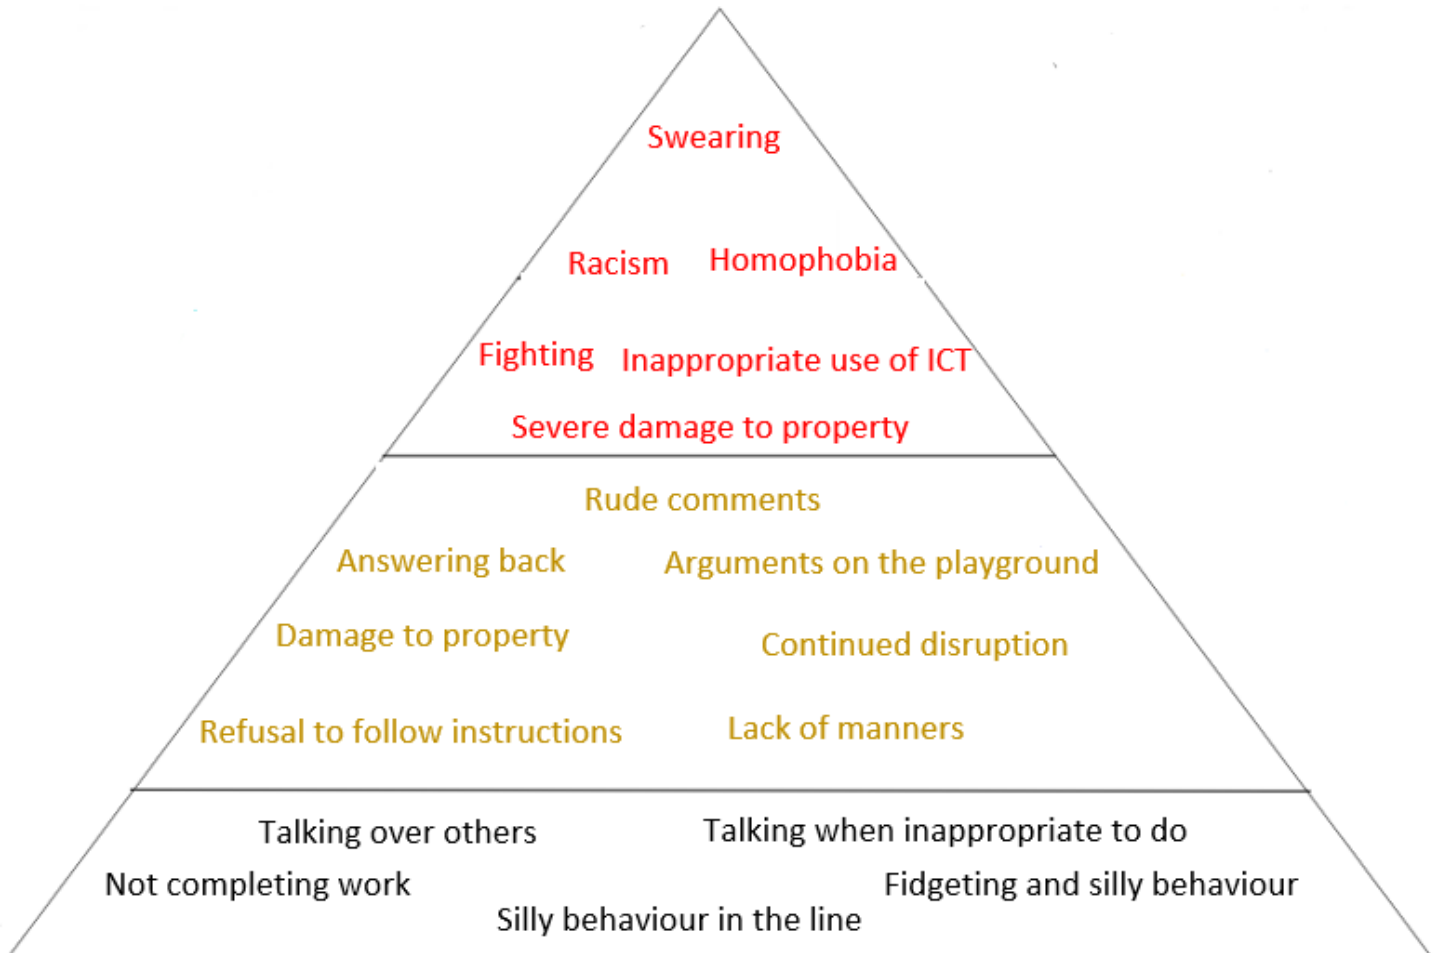 Swearing
Racism Homophobia
Fighting Inappropriate use of ICT
Severe damage to property
Rude comments
Answering back Arguments on the playground
Damage to property Continued disruption
Refusal to follow instructions Lack of manners
Talking over others Talking when inappropriate to do
Not completing work Fidgeting and silly behaviour
Silly behaviour in the line